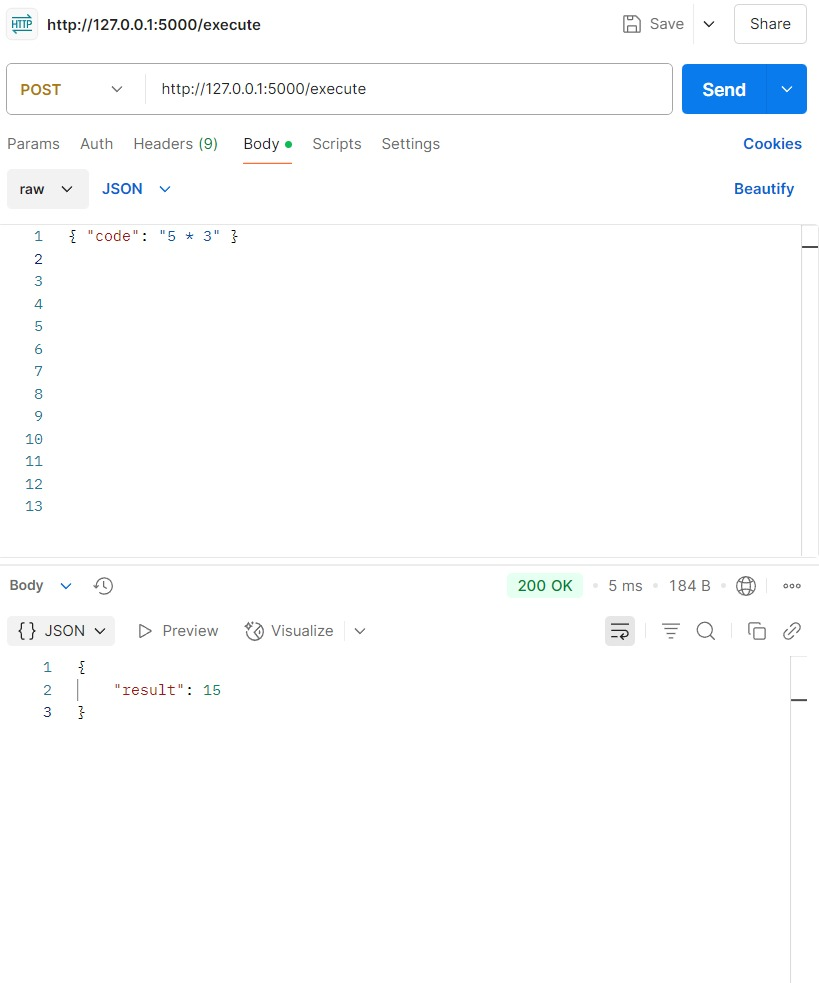 HTTP http://127.0.0.1:5000/execute Save Share
POST http://127.0.0.1:5000/execute Send
Params Auth Headers (9) Body Scripts Settings Cookies
raw JSON Beautify
1 { "code": "5 * 3" }
2
3
4
5
6
7
8
9
10
11
12
13
Body 200 OK 5 ms 184 B
{} JSON Preview Visualize
1 {
2 "result": 15
3 }